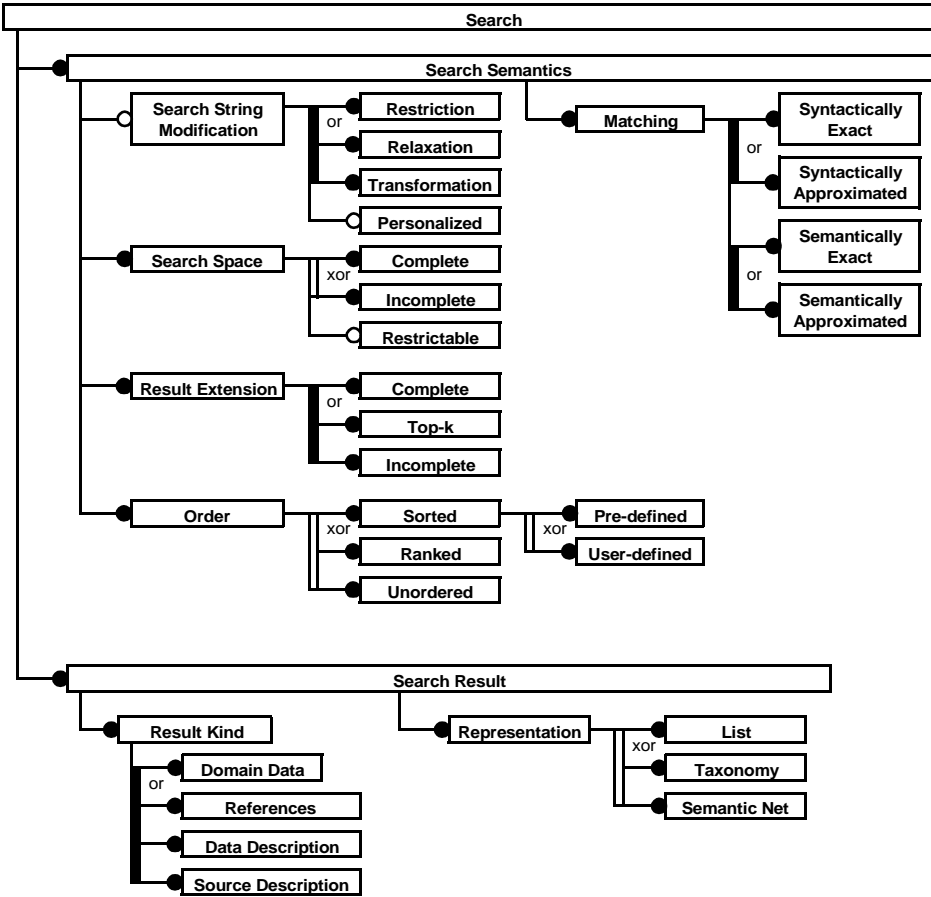 Search
Search Semantics
Search String
Modification
or
Restriction
Relaxation
Transformation
Personalized
Matching
or
Syntactically
Exact
Syntactically
Approximated
Semantically
Exact
or
Semantically
Approximated
Search Space
xor
Complete
Incomplete
Restrictable
Result Extension
or
Complete
Top-k
Incomplete
Order
xor
Sorted
Ranked
Unordered
xor
Pre-defined
User-defined
Search Result
Result Kind
or
Domain Data
References
Data Description
Source Description
Representation
xor
List
Taxonomy
Semantic Net